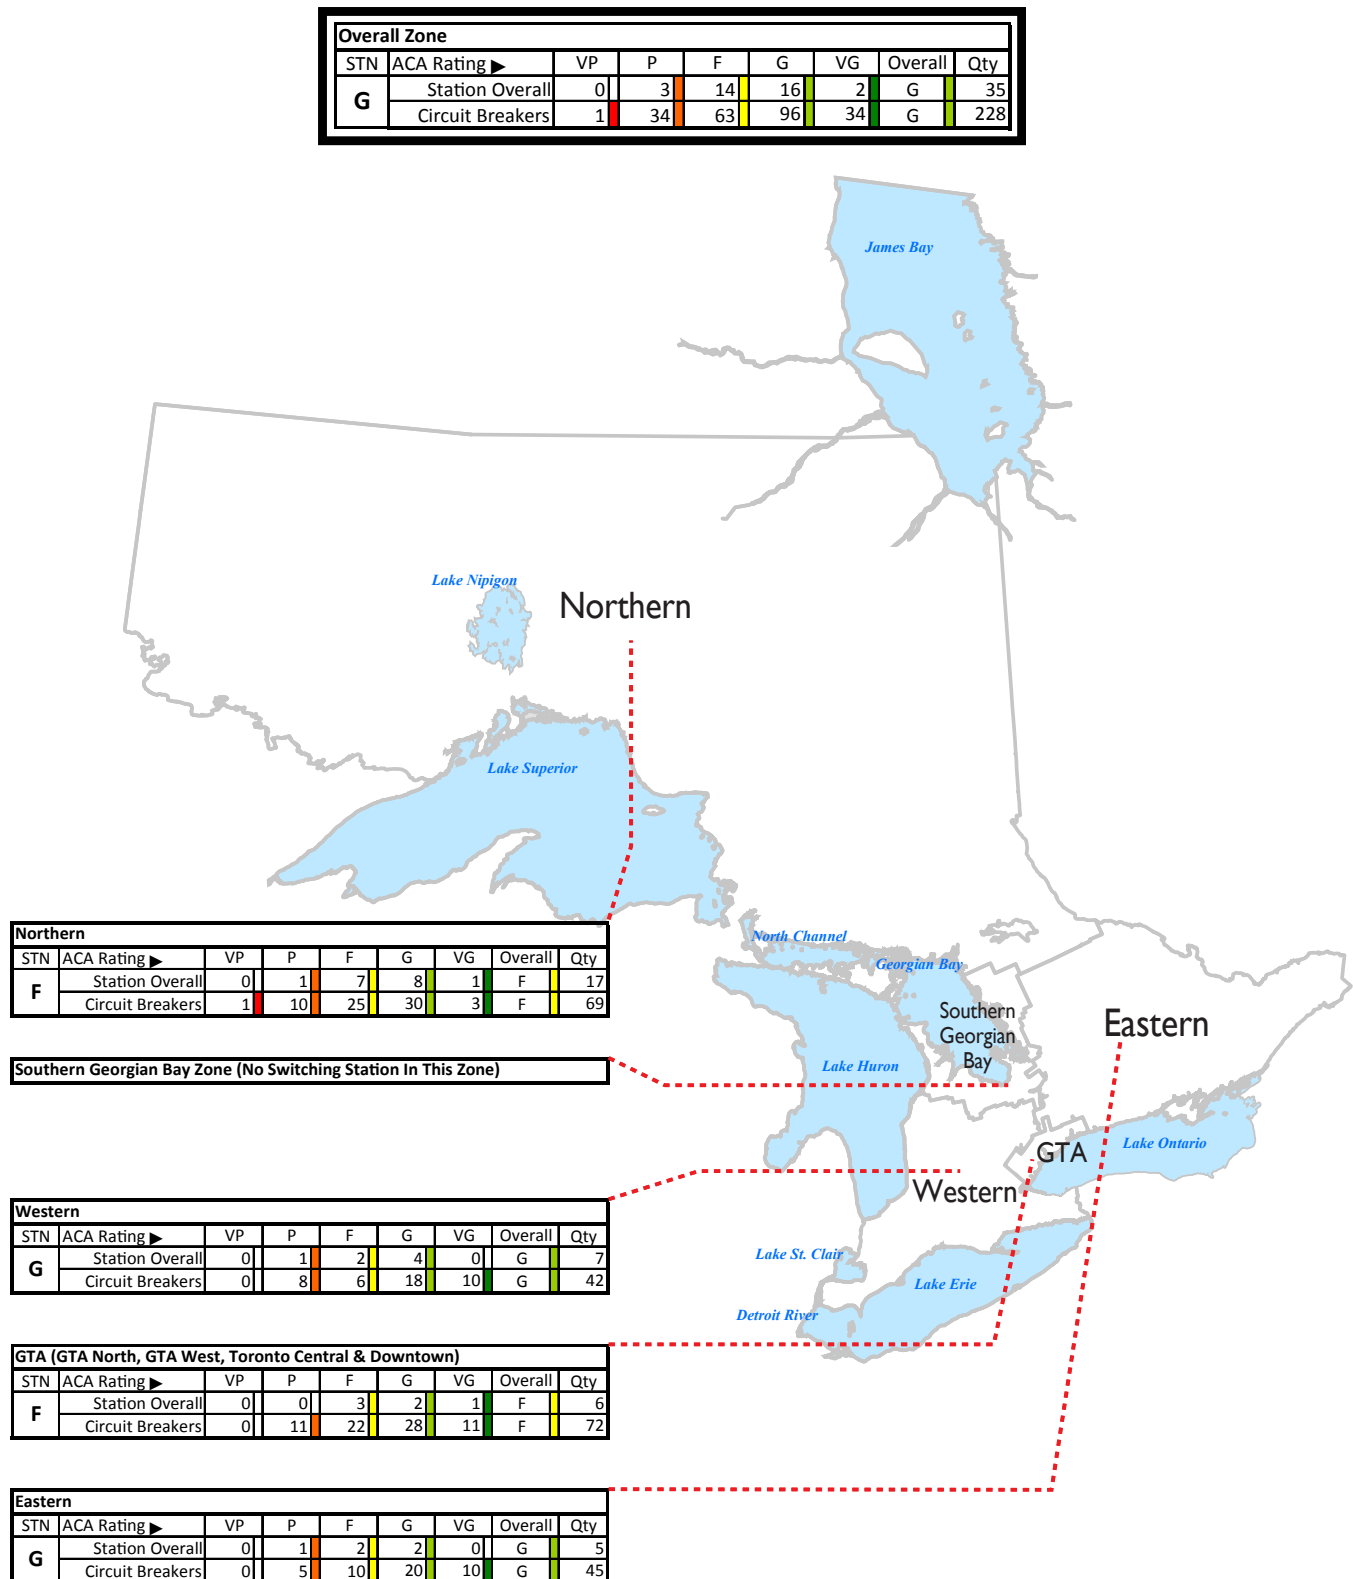 Overall Zone
STN ACA Rating ► VP P F G VG Overall Qty
G Station Overall 0 3 14 16 2 G 35
Circuit Breakers 1 34 63 96 34 G 228
James Bay
Lake Nipigon
Northern
Lake Superior
North Channel
Georgian Bay
Northern
STN ACA Rating ► VP P F G VG Overall Qty
F Station Overall 0 1 7 8 1 F 17
Circuit Breakers 1 10 25 30 3 F 69
Southern
Georgian
Bay
Eastern
Lake Huron
Southern Georgian Bay Zone (No Switching Station In This Zone)
Lake Ontario
GTA
Western
Western
STN ACA Rating ► VP P F G VG Overall Qty
G Station Overall 0 1 2 4 0 G 7
Circuit Breakers 0 8 6 18 10 G 42
Lake St. Clair
Lake Erie
Detroit River
GTA (GTA North, GTA West, Toronto Central & Downtown)
STN ACA Rating ► VP P F G VG Overall Qty
F Station Overall 0 0 3 2 1 F 6
Circuit Breakers 0 11 22 28 11 F 72
Eastern
STN ACA Rating ► VP P F G VG Overall Qty
G Station Overall 0 1 2 2 0 G 5
Circuit Breakers 0 5 10 20 10 G 45